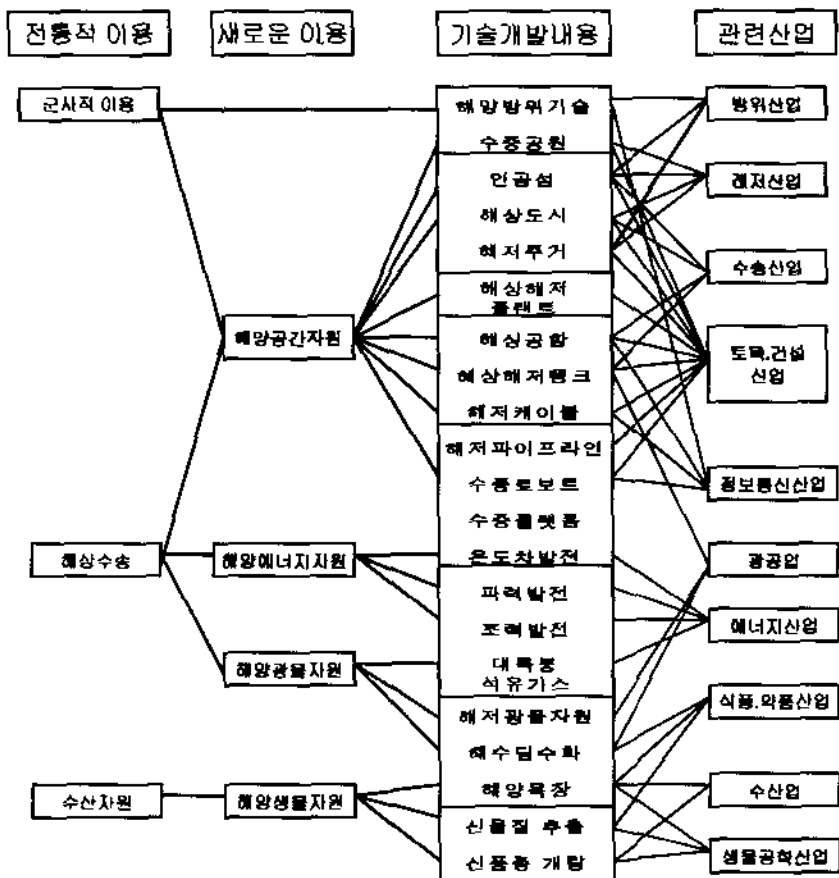 전통적 이용
새로운 이용
기술개발내용
관련산업
군사적 이용
해상수송
수산자원
해양공간자원
해양에너지자원
해양광물자원
해양생물자원
해양방위기술
수중공원
인공섬
해상도시
해저주거
해상해저
플랜트
해상공항
해상해저탱크
해저케이블
해저파이프라인
수중로보트
수중플랫폼
온도차발전
파력발전
조력발전
대륙붕
석유가스
해저광물자원
해수담수화
해양목장
신물질 추출
신품종 개량
방위산업
레저산업
수송산업
토목.건설
산업
정보통신산업
광공업
에너지산업
식품.약품산업
수산업
생물공학산업